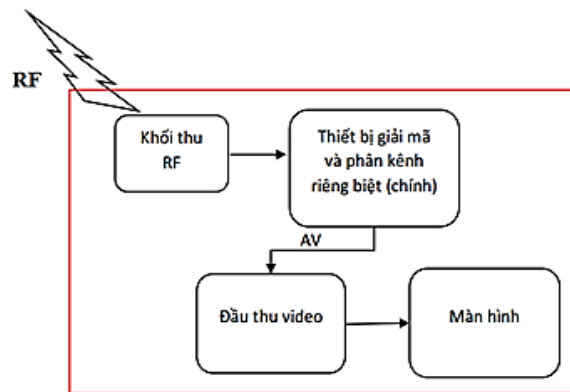 RF
Khối thu
RF
Thiết bị giải mã
và phân kênh
riêng biệt (chính)
AV
Đầu thu video
Màn hình